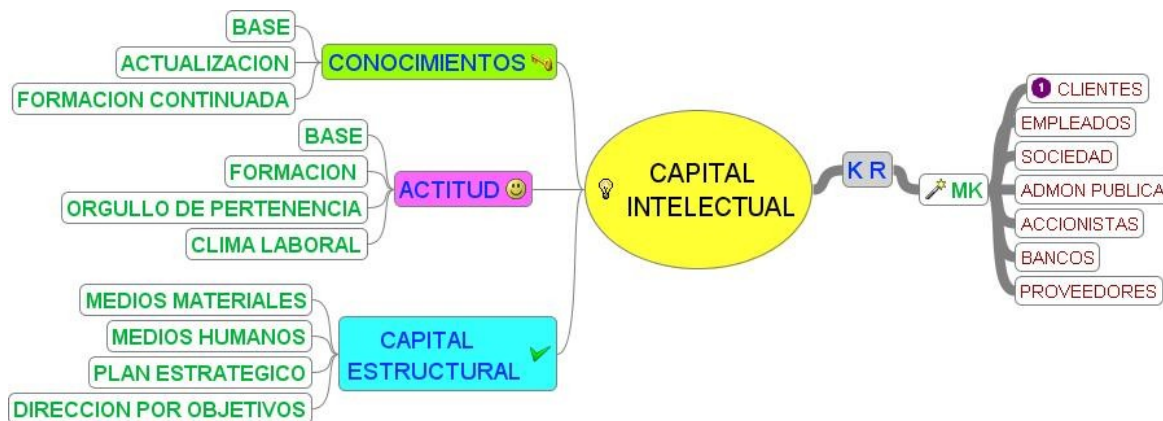 BASE
ACTUALIZACION
FORMACION CONTINUADA
CONOCIMIENTOS
BASE
FORMACION
ORGULLO DE PERTENENCIA
CLIMA LABORAL
ACTITUD
MEDIOS MATERIALES
MEDIOS HUMANOS
PLAN ESTRATEGICO
DIRECCION POR OBJETIVOS
CAPITAL
ESTRUCTURAL
CAPITAL
INTELECTUAL
K R
MK
1 CLIENTES
EMPLEADOS
SOCIEDAD
ADMON PUBLICA
ACCIONISTAS
BANCOS
PROVEEDORES